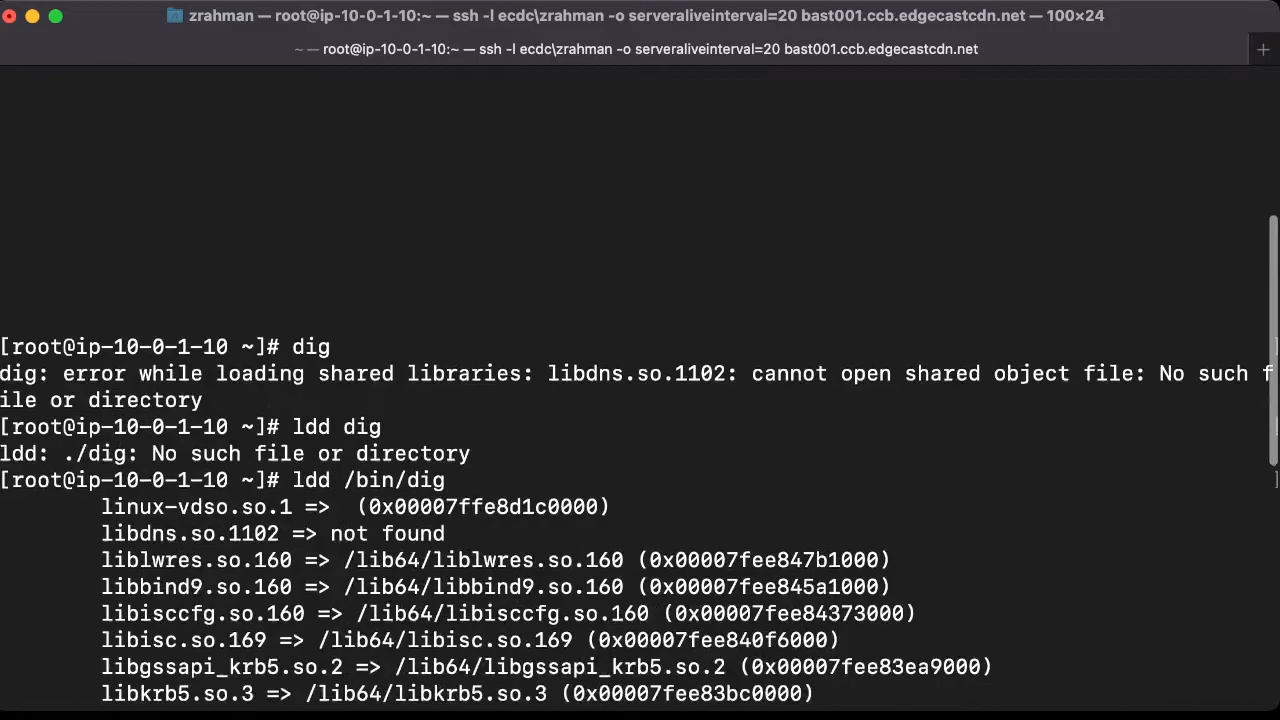 zrahman — root@ip-10-0-1-10:~ — ssh -l ecdc\zrahman -o serveraliveinterval=20 bast001.ccb.edgecastcdn.net — 100×24
~ — root@ip-10-0-1-10:~ — ssh -l ecdc\zrahman -o serveraliveinterval=20 bast001.ccb.edgecastcdn.net
+
[root@ip-10-0-1-10 ~]# dig
dig: error while loading shared libraries: libdns.so.1102: cannot open shared object file: No such f
ile or directory
[root@ip-10-0-1-10 ~]# ldd dig
ldd: ./dig: No such file or directory
[root@ip-10-0-1-10 ~]# ldd /bin/dig
linux-vdso.so.1 =>  (0x00007ffe8d1c0000)
libdns.so.1102 => not found
liblwres.so.160 => /lib64/liblwres.so.160 (0x00007fee847b1000)
libbind9.so.160 => /lib64/libbind9.so.160 (0x00007fee845a1000)
libisccfg.so.160 => /lib64/libisccfg.so.160 (0x00007fee84373000)
libisc.so.169 => /lib64/libisc.so.169 (0x00007fee840f6000)
libgssapi_krb5.so.2 => /lib64/libgssapi_krb5.so.2 (0x00007fee83ea9000)
libkrb5.so.3 => /lib64/libkrb5.so.3 (0x00007fee83bc0000)